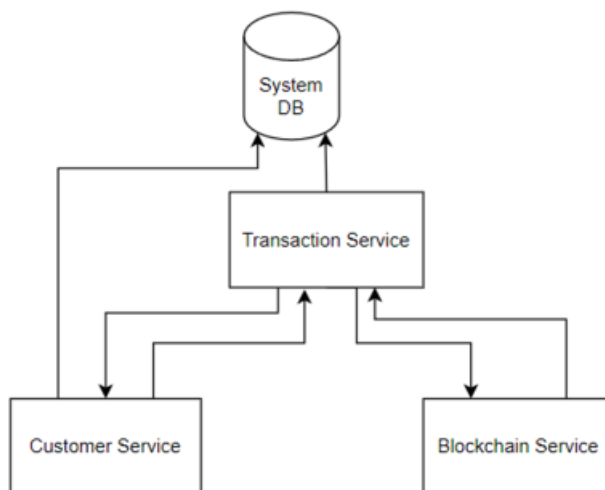 System
DB
Transaction Service
Customer Service
Blockchain Service